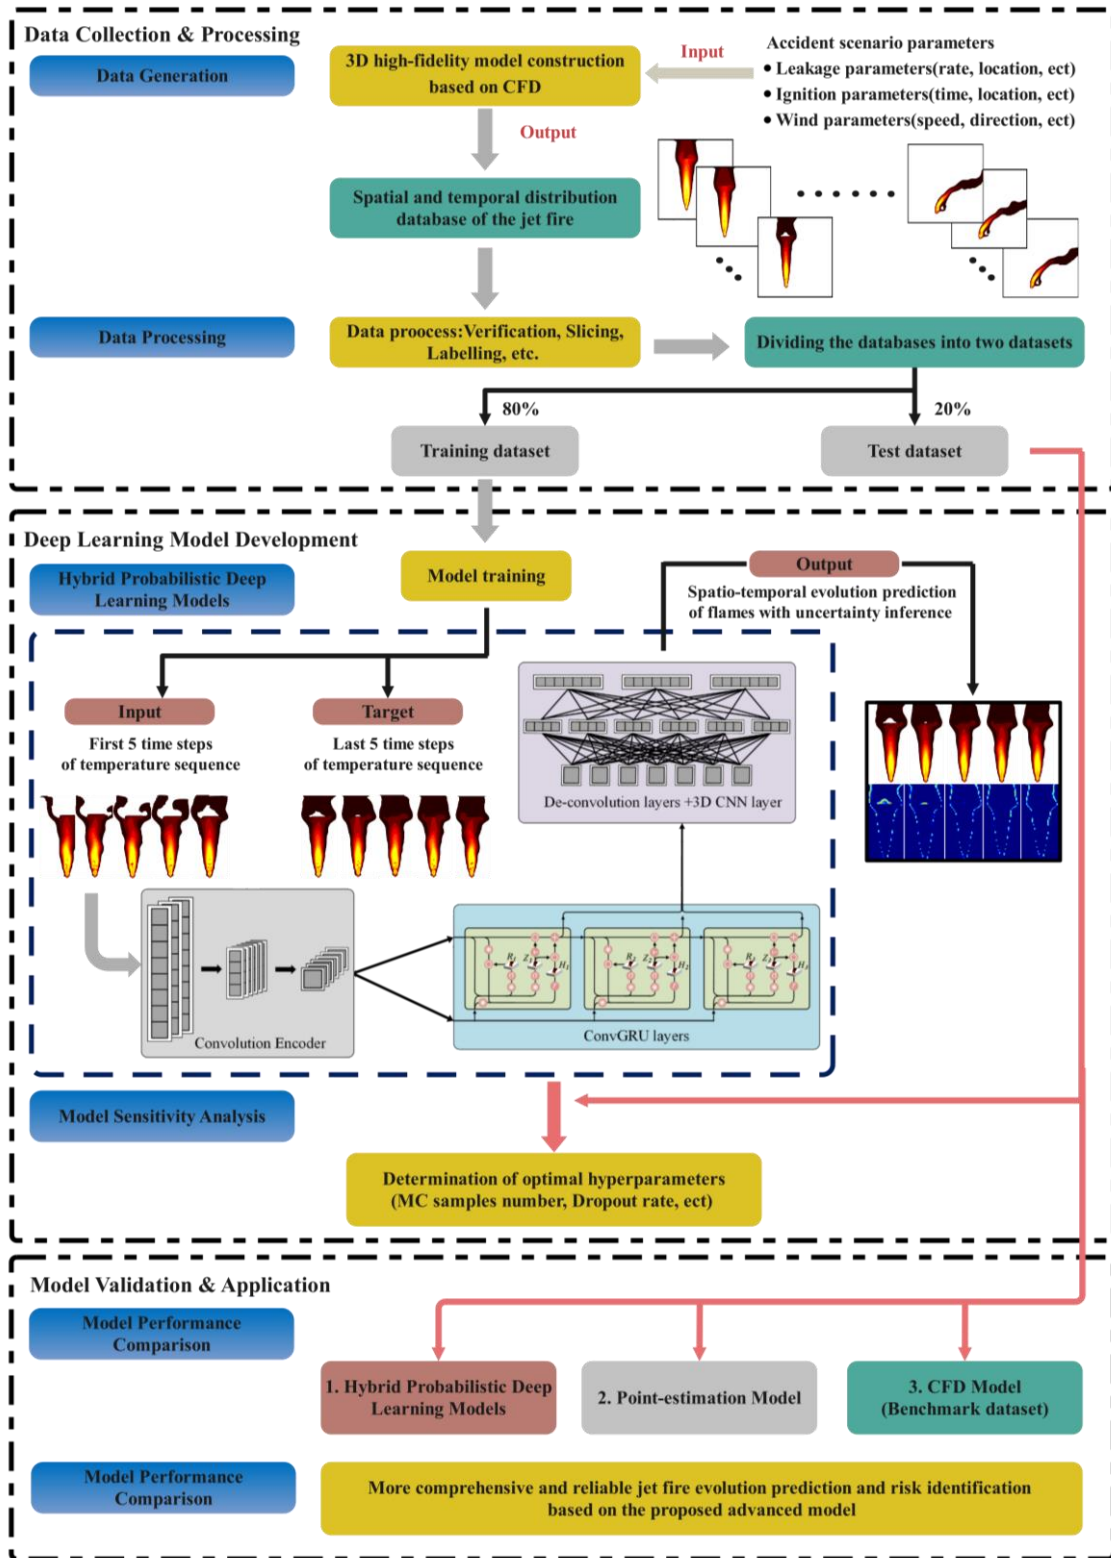 Data Collection & Processing
Data Generation
3D high-fidelity model construction
based on CFD
Input
Accident scenario parameters
• Leakage parameters(rate, location, ect)
• Ignition parameters(time, location, ect)
• Wind parameters(speed, direction, ect)
Output
Spatial and temporal distribution
database of the jet fire
Data Processing
Data proocess:Verification, Slicing,
Labelling, etc.
Dividing the databases into two datasets
80%
20%
Training dataset
Test dataset
Deep Learning Model Development
Hybrid Probabilistic Deep
Learning Models
Model training
Output
Spatio-temporal evolution prediction
of flames with uncertainty inference
Input
Target
First 5 time steps
of temperature sequence
Last 5 time steps
of temperature sequence
De-convolution layers +3D CNN layer
R1 Z1 H1
R2 Z2 H2
Convolution Encoder
ConvGRU layers
Model Sensitivity Analysis
Determination of optimal hyperparameters
(MC samples number, Dropout rate, ect)
Model Validation & Application
Model Performance
Comparison
1. Hybrid Probabilistic Deep
Learning Models
2. Point-estimation Model
3. CFD Model
(Benchmark dataset)
Model Performance
Comparison
More comprehensive and reliable jet fire evolution prediction and risk identification
based on the proposed advanced model